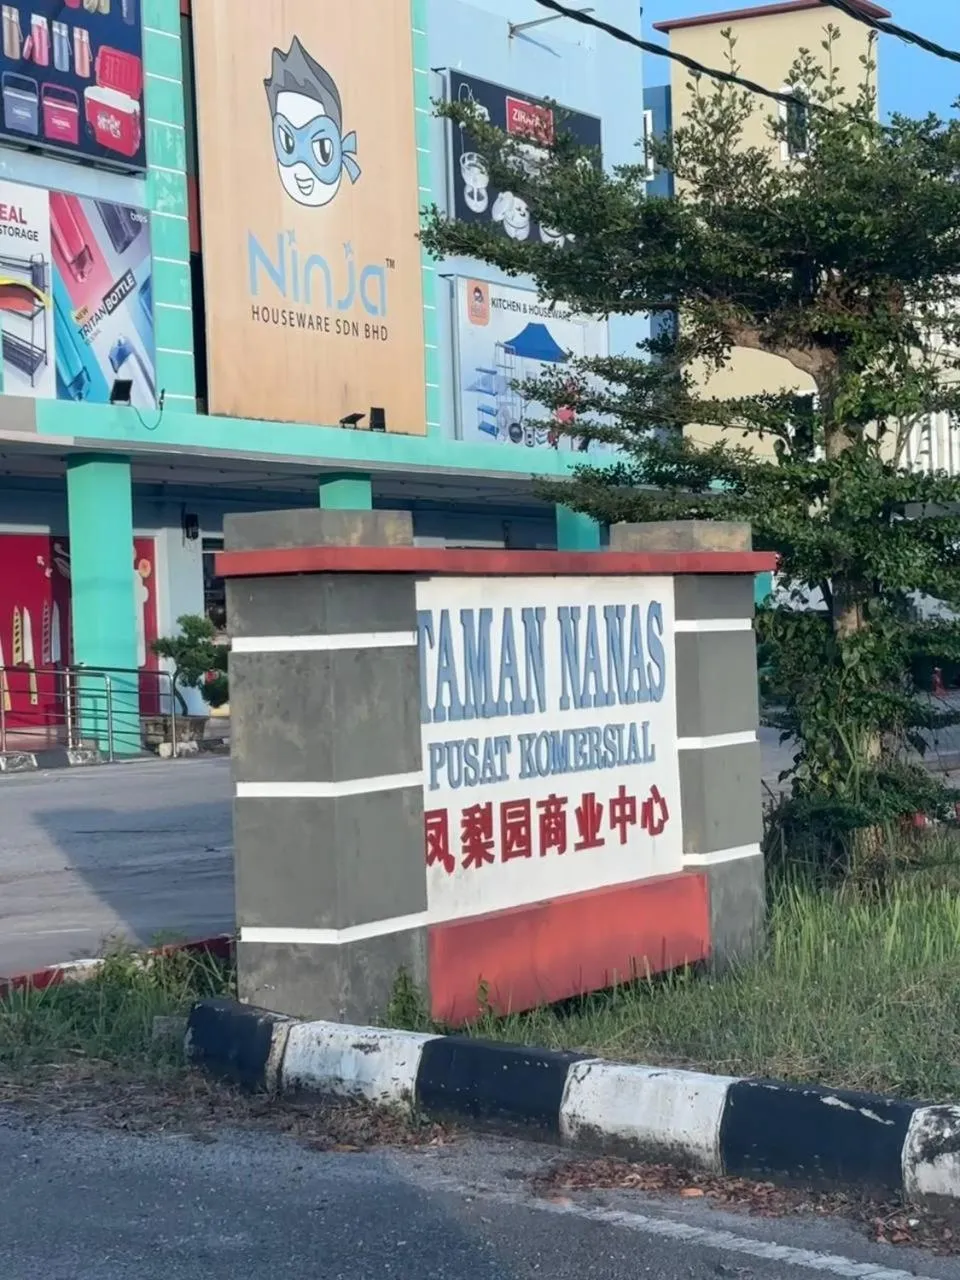 EAL
STORAGE
NEW
TRITAN BOTTLE
Ninja™
HOUSEWARE SDN BHD
KITCHEN & HOUSEWARE
TAMAN NANAS
PUSAT KOMERSIAL
凤梨园商业中心